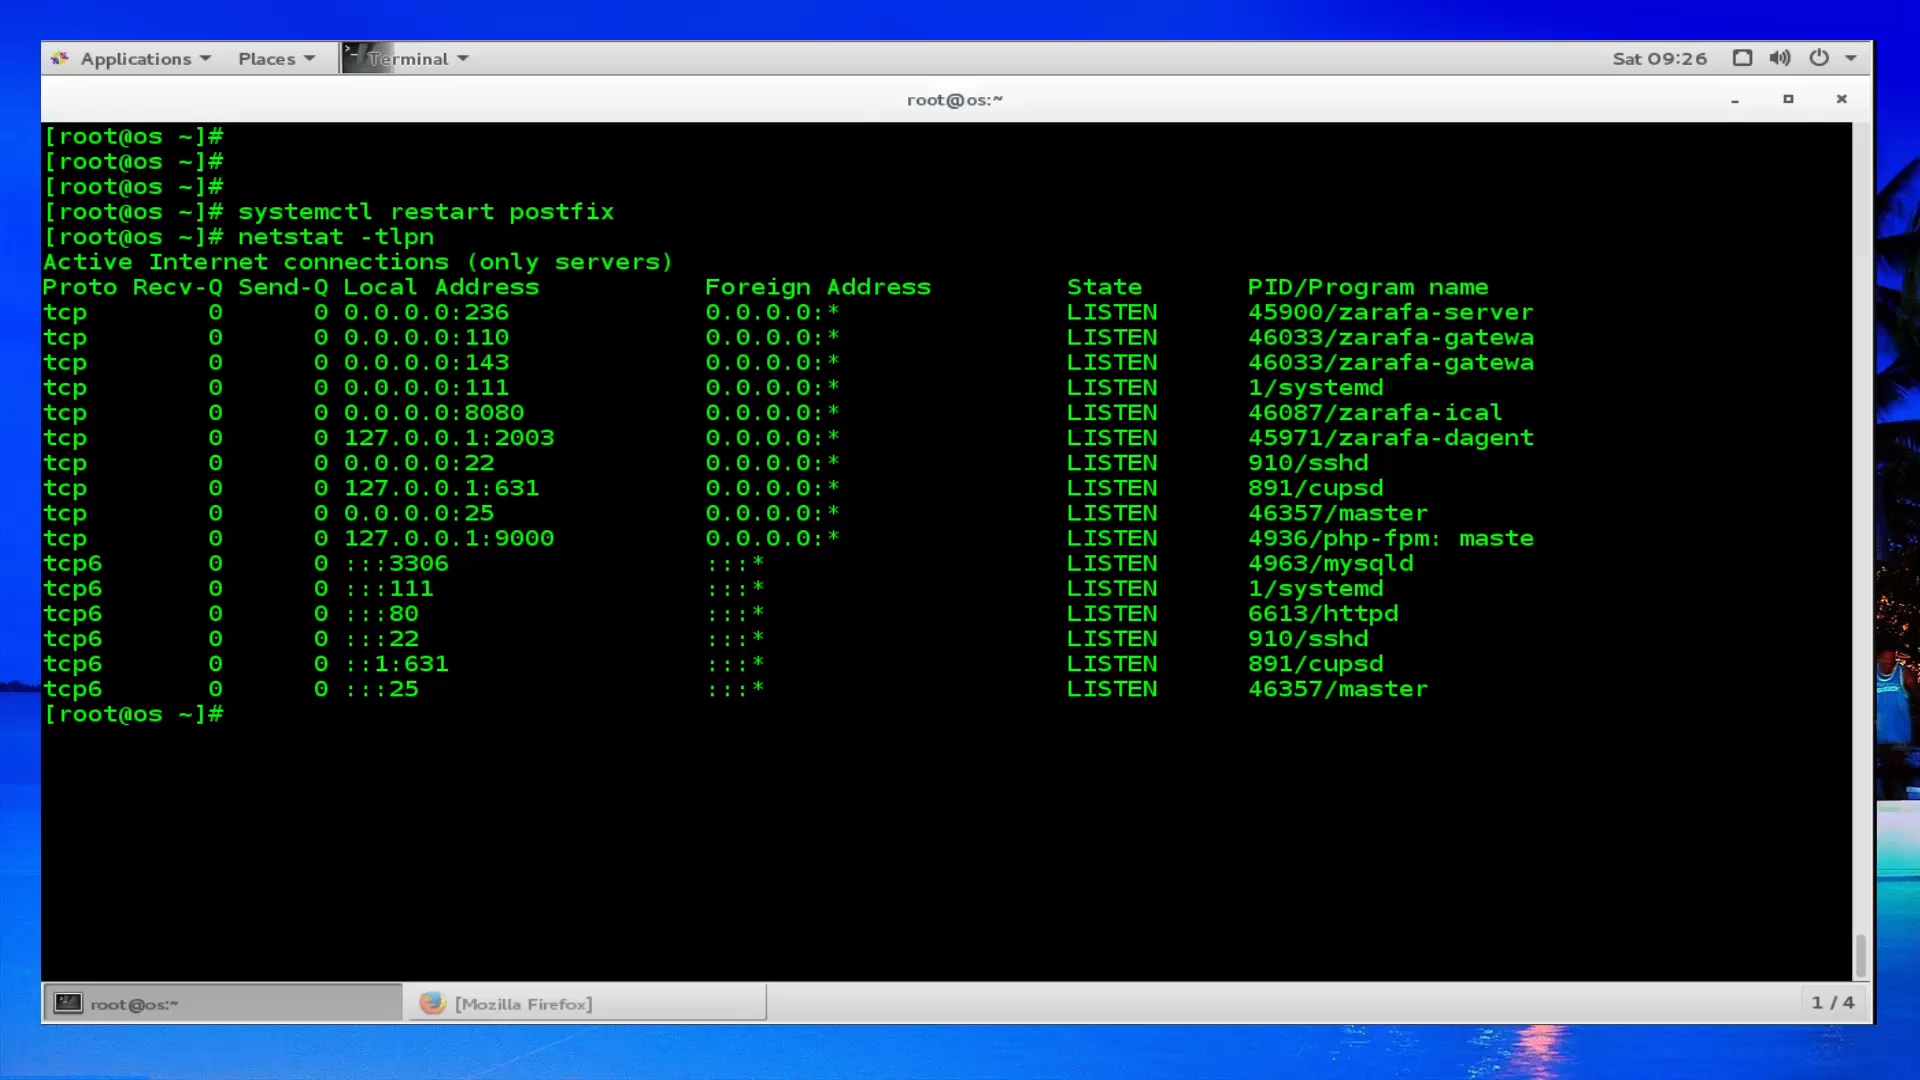 Applications Places Terminal Sat 09:26
root@os:~
[root@os ~]#
[root@os ~]#
[root@os ~]#
[root@os ~]# systemctl restart postfix
[root@os ~]# netstat -tlpn
Active Internet connections (only servers)
Proto Recv-Q Send-Q Local Address Foreign Address State PID/Program name
tcp 0 0 0.0.0.0:236 0.0.0.0:* LISTEN 45900/zarafa-server
tcp 0 0 0.0.0.0:110 0.0.0.0:* LISTEN 46033/zarafa-gatewa
tcp 0 0 0.0.0.0:143 0.0.0.0:* LISTEN 46033/zarafa-gatewa
tcp 0 0 0.0.0.0:111 0.0.0.0:* LISTEN 1/systemd
tcp 0 0 0.0.0.0:8080 0.0.0.0:* LISTEN 46087/zarafa-ical
tcp 0 0 127.0.0.1:2003 0.0.0.0:* LISTEN 45971/zarafa-dagent
tcp 0 0 0.0.0.0:22 0.0.0.0:* LISTEN 910/sshd
tcp 0 0 127.0.0.1:631 0.0.0.0:* LISTEN 891/cupsd
tcp 0 0 0.0.0.0:25 0.0.0.0:* LISTEN 46357/master
tcp 0 0 127.0.0.1:9000 0.0.0.0:* LISTEN 4936/php-fpm: maste
tcp6 0 0 :::3306 :::* LISTEN 4963/mysqld
tcp6 0 0 :::111 :::* LISTEN 1/systemd
tcp6 0 0 :::80 :::* LISTEN 6613/httpd
tcp6 0 0 :::22 :::* LISTEN 910/sshd
tcp6 0 0 ::1:631 :::* LISTEN 891/cupsd
tcp6 0 0 :::25 :::* LISTEN 46357/master
[root@os ~]#
root@os:~ [Mozilla Firefox] 1 / 4